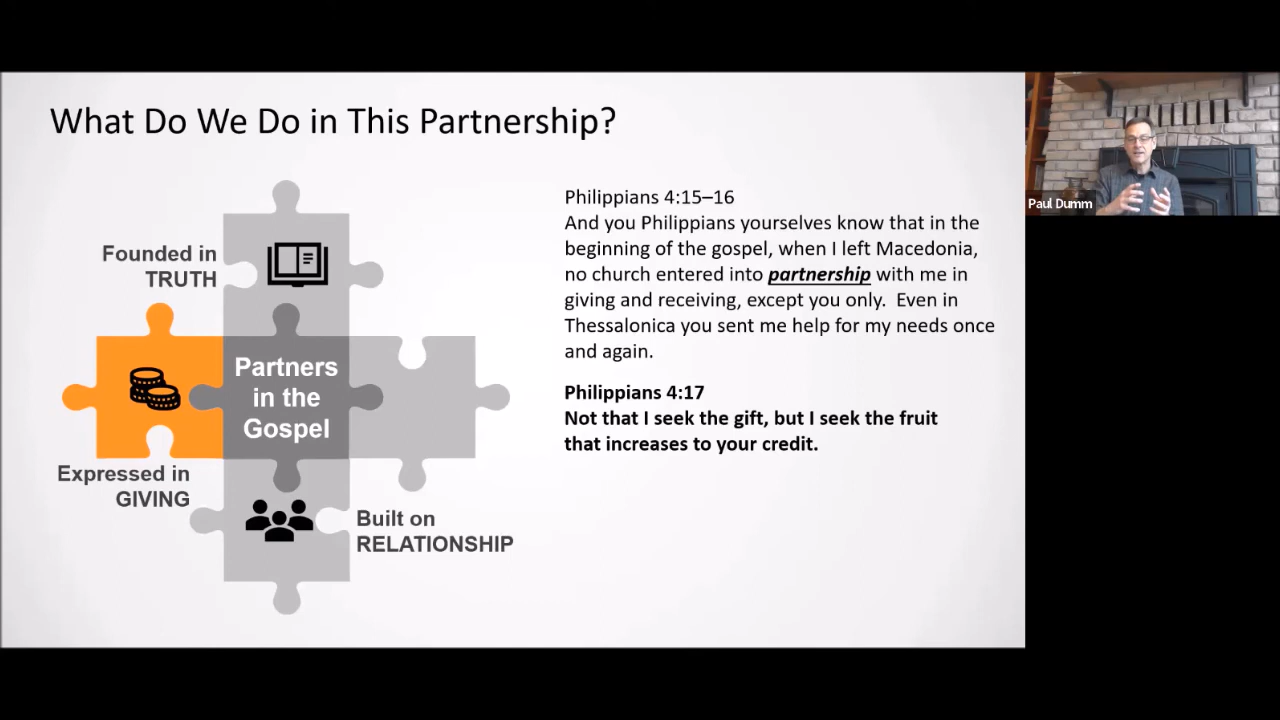 What Do We Do in This Partnership?
Founded in
TRUTH
Partners
in the
Gospel
Expressed in
GIVING
Built on
RELATIONSHIP
Philippians 4:15–16
And you Philippians yourselves know that in the
beginning of the gospel, when I left Macedonia,
no church entered into partnership with me in
giving and receiving, except you only.  Even in
Thessalonica you sent me help for my needs once
and again.
Philippians 4:17
Not that I seek the gift, but I seek the fruit
that increases to your credit.
Paul Dumm